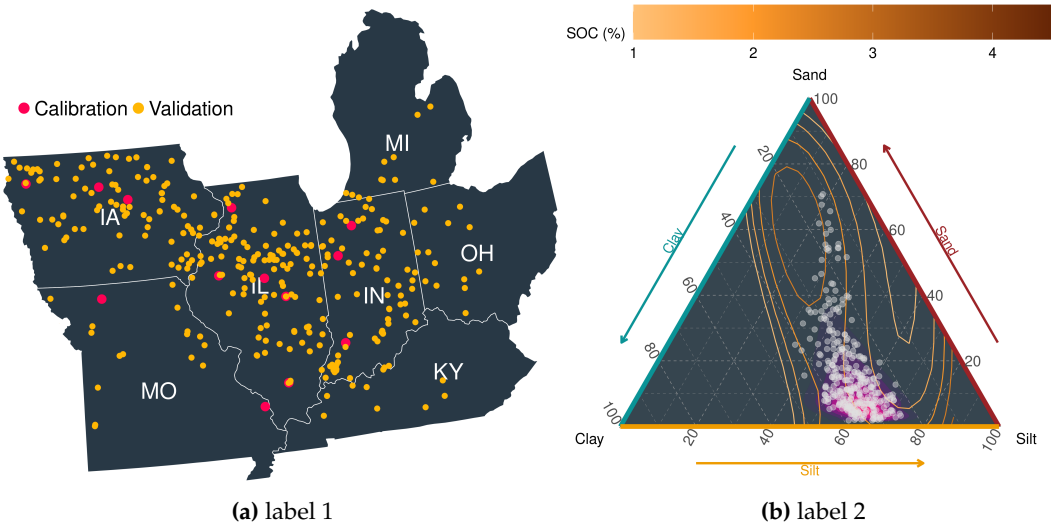 Calibration Validation
MI
IA
OH
IL
IN
MO
KY
(a) label 1
SOC (%)
1 2 3 4
Sand
100
80
60
40
20
20
40
60
80
100
Clay
Sand
Clay
20 40 60 80 100
Silt
Silt
(b) label 2